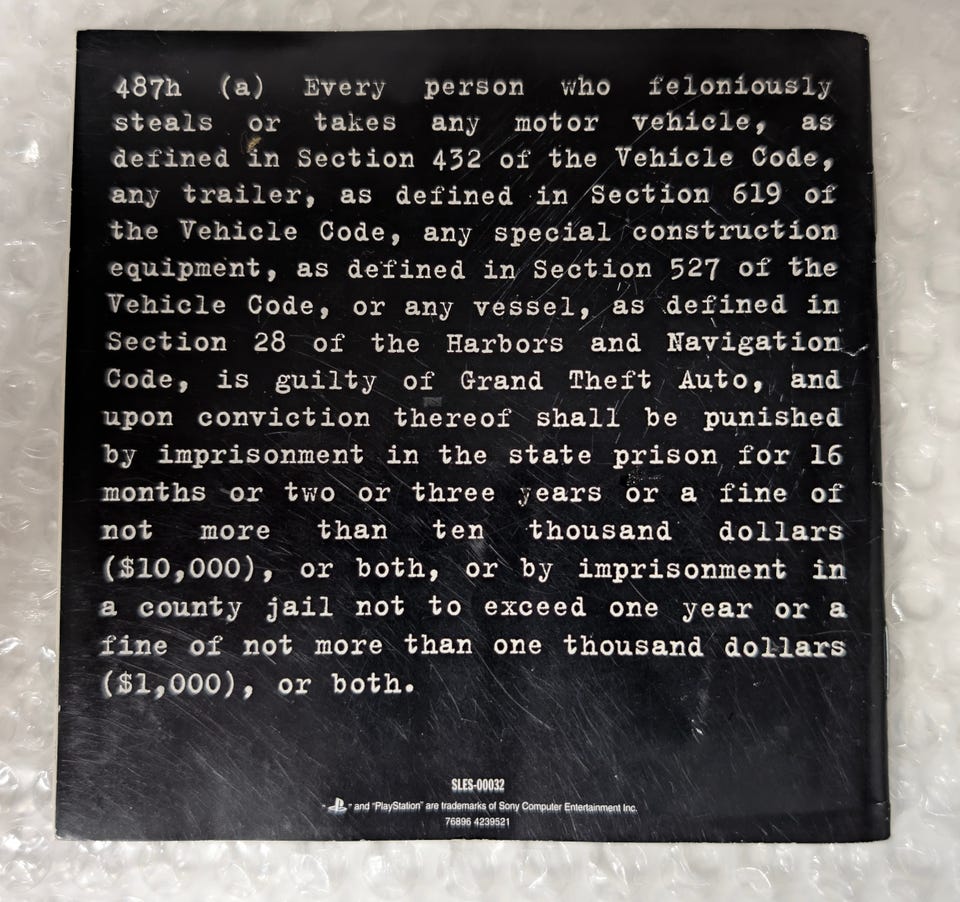 487h (a) Every person who feloniously
steals or takes any motor vehicle, as
defined in Section 432 of the Vehicle Code,
any trailer, as defined in Section 619 of
the Vehicle Code, any special construction
equipment, as defined in Section 527 of the
Vehicle Code, or any vessel, as defined in
Section 28 of the Harbors and Navigation
Code, is guilty of Grand Theft Auto, and
upon conviction thereof shall be punished
by imprisonment in the state prison for 16
months or two or three years or a fine of
not more than ten thousand dollars
($10,000), or both, or by imprisonment in
a county jail not to exceed one year or a
fine of not more than one thousand dollars
($1,000), or both.
SLES-00032
" " and "PlayStation" are trademarks of Sony Computer Entertainment Inc.
76896 4239521